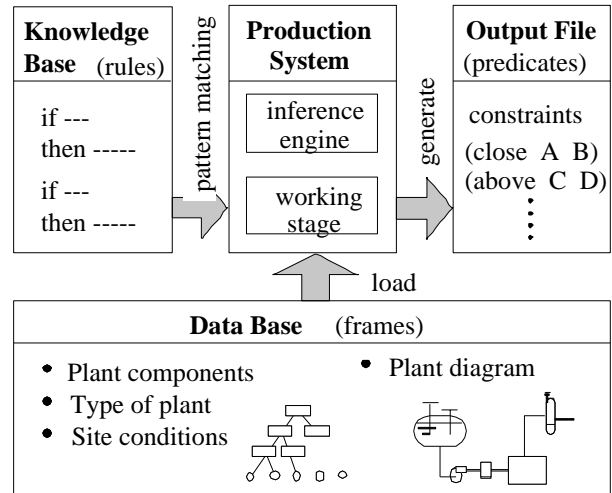 Knowledge
Base (rules)
if ---
then -----
if ---
then -----
pattern matching
Production
System
inference
engine
working
stage
generate
Output File
(predicates)
constraints
(close A B)
(above C D)
load
Data Base (frames)
• Plant components
• Type of plant
• Site conditions
• Plant diagram